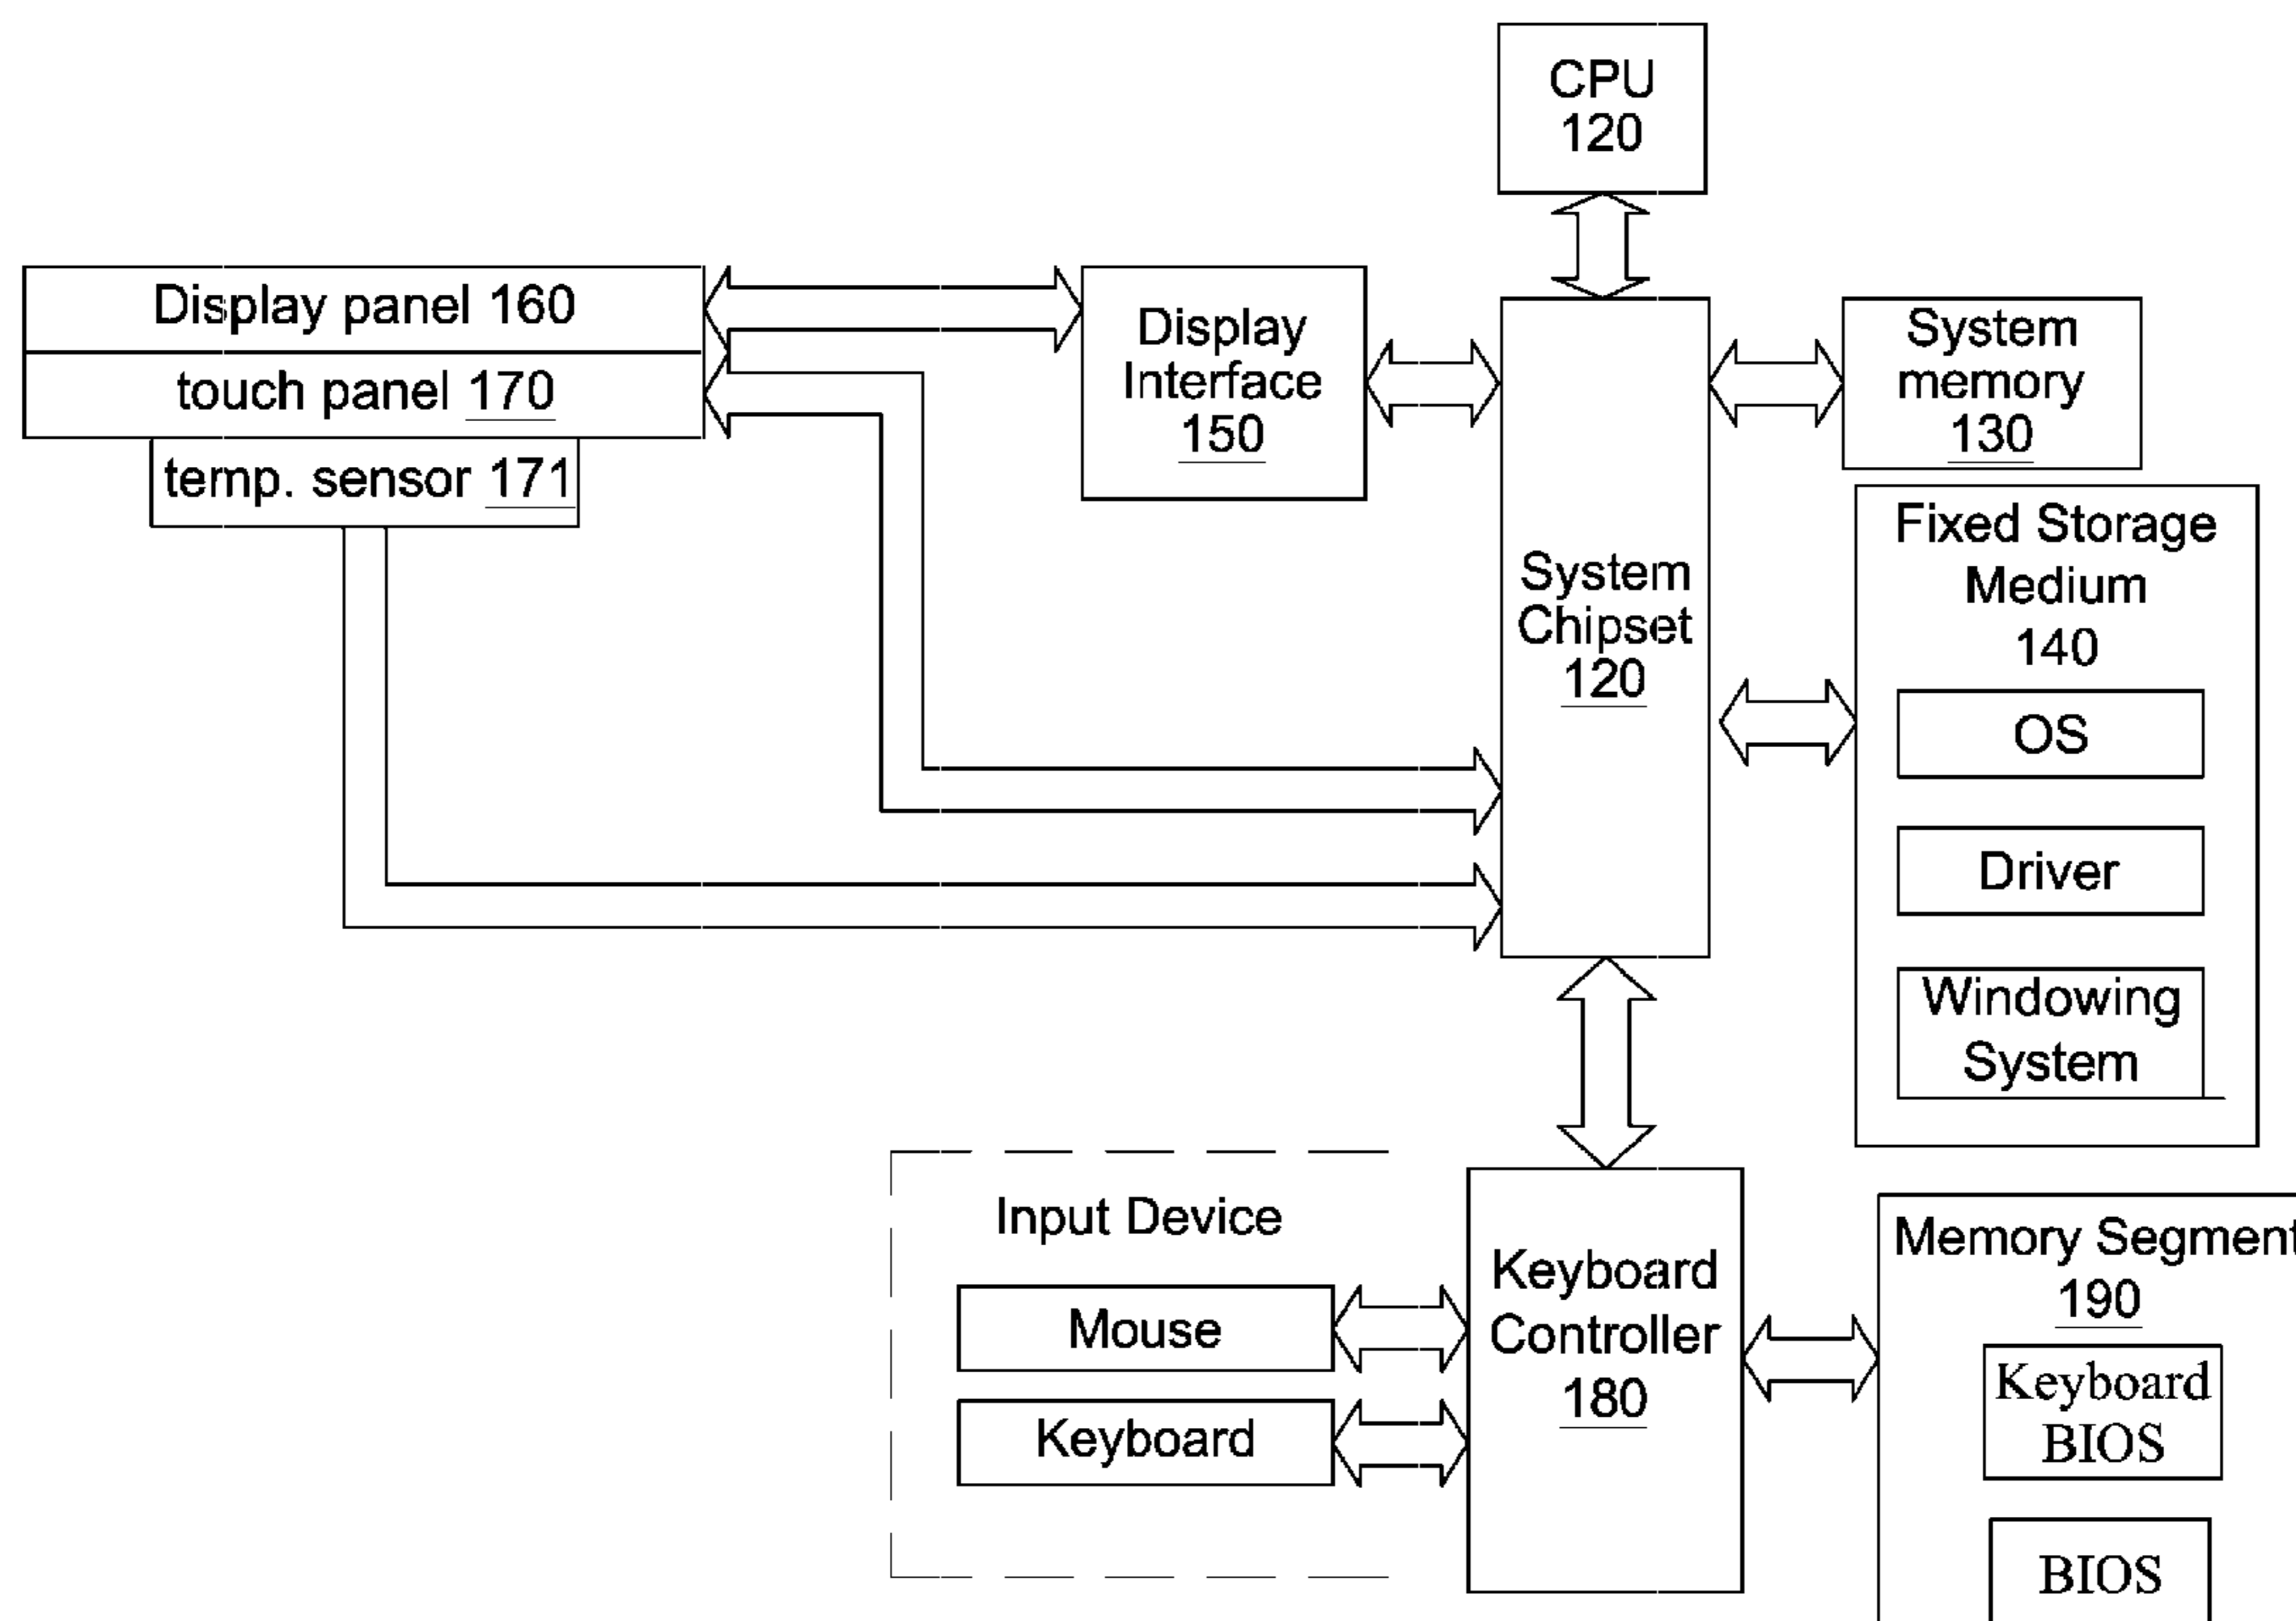 CPU
120
Display panel 160
touch panel 170
temp. sensor 171
Display
Interface
150
System
Chipset
120
System
memory
130
Fixed Storage
Medium
140
OS
Driver
Windowing
System
Input Device
Mouse
Keyboard
Keyboard
Controller
180
Memory Segment
190
Keyboard
BIOS
BIOS